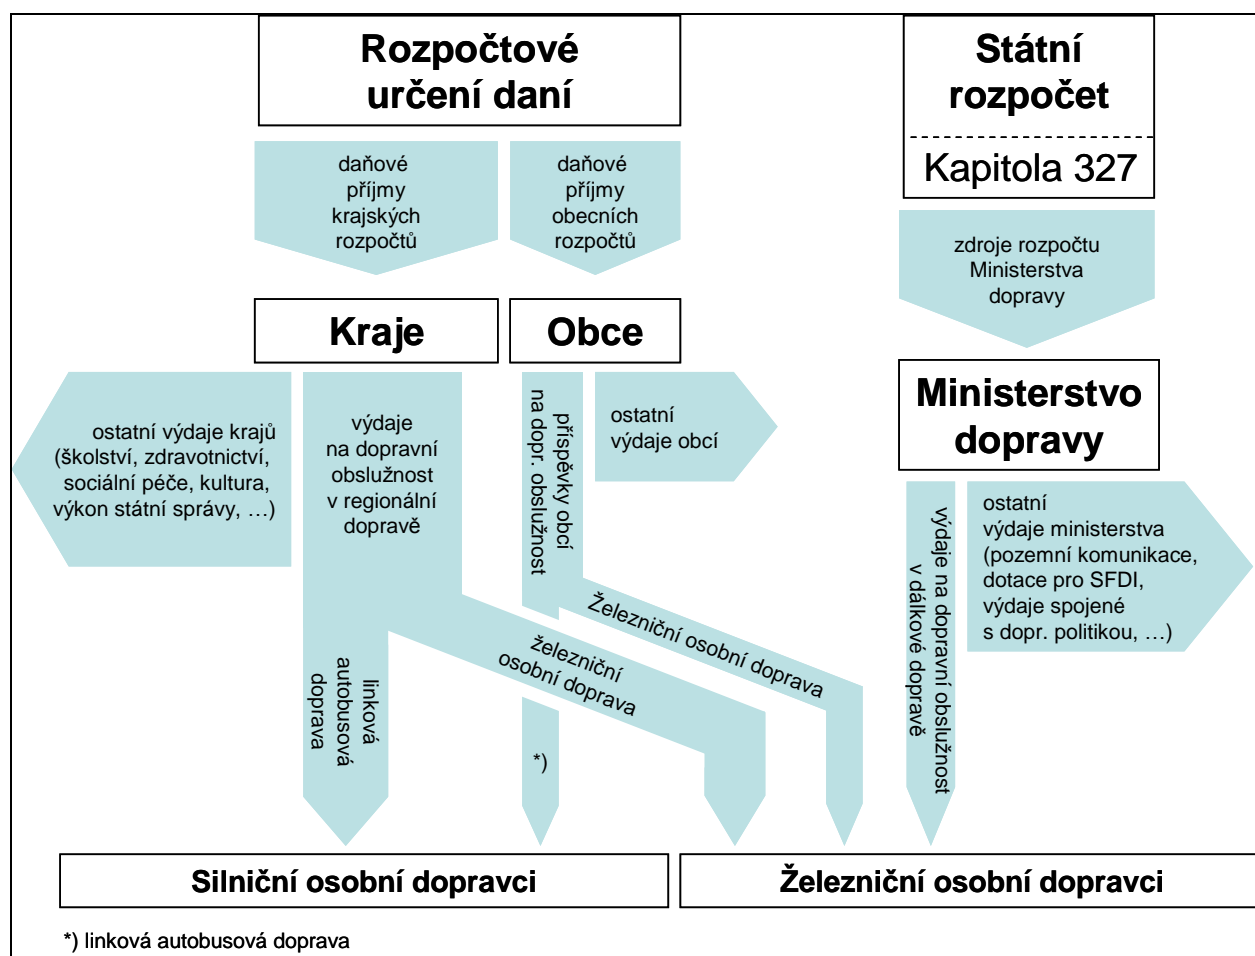 Rozpočtové
určení daní
Státní
rozpočet
Kapitola 327
daňové
příjmy
krajských
rozpočtů
daňové
příjmy
obecních
rozpočtů
zdroje rozpočtu
Ministerstva
dopravy
Kraje
Obce
Ministerstvo
dopravy
ostatní výdaje krajů
(školství, zdravotnictví,
sociální péče, kultura,
výkon státní správy, …)
výdaje
na dopravní
obslužnost
v regionální
dopravě
příspěvky obcí
na dopr. obslužnost
ostatní
výdaje obcí
výdaje na dopravní obslužnost
v dálkové dopravě
ostatní
výdaje ministerstva
(pozemní komunikace,
dotace pro SFDI,
výdaje spojené
s dopr. politikou, …)
linková
autobusová
doprava
železniční
osobní doprava
Železniční osobní doprava
*)
Silniční osobní dopravci
Železniční osobní dopravci
*) linková autobusová doprava